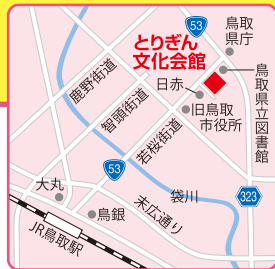 53
鳥取
県庁
とりぎん
文化会館
鹿野街道
智頭街道
若桜街道
日赤
鳥取県立図書館
旧鳥取
市役所
53
大丸
鳥銀
末広通り
袋川
323
JR鳥取駅